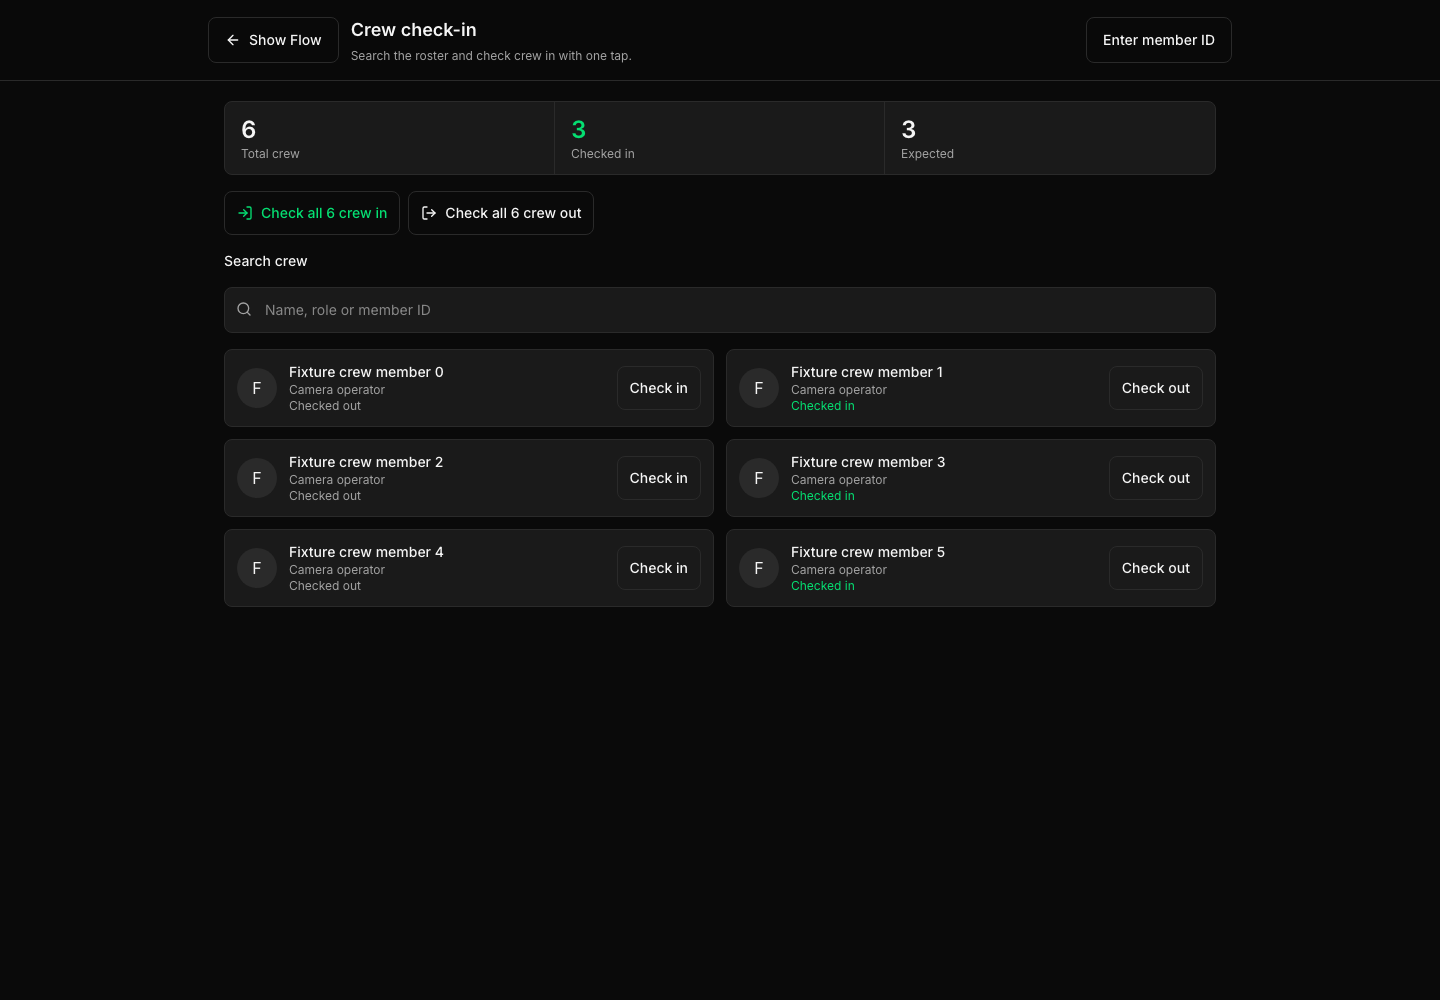 Show Flow
Crew check-in
Search the roster and check crew in with one tap.
Enter member ID
6
Total crew
3
Checked in
3
Expected
Check all 6 crew in
Check all 6 crew out
Search crew
Name, role or member ID
F
Fixture crew member 0
Camera operator
Checked out
Check in
F
Fixture crew member 1
Camera operator
Checked in
Check out
F
Fixture crew member 2
Camera operator
Checked out
Check in
F
Fixture crew member 3
Camera operator
Checked in
Check out
F
Fixture crew member 4
Camera operator
Checked out
Check in
F
Fixture crew member 5
Camera operator
Checked in
Check out